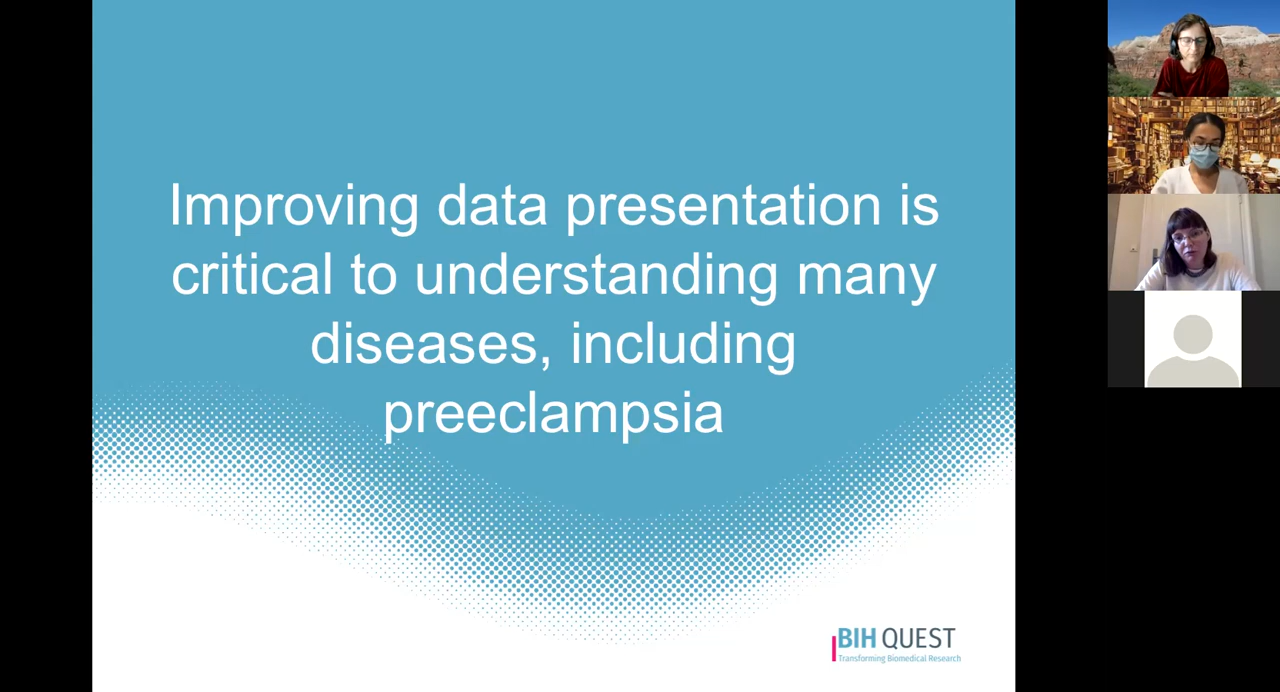 Improving data presentation is
critical to understanding many
diseases, including
preeclampsia
BIH QUEST
Transforming Biomedical Research